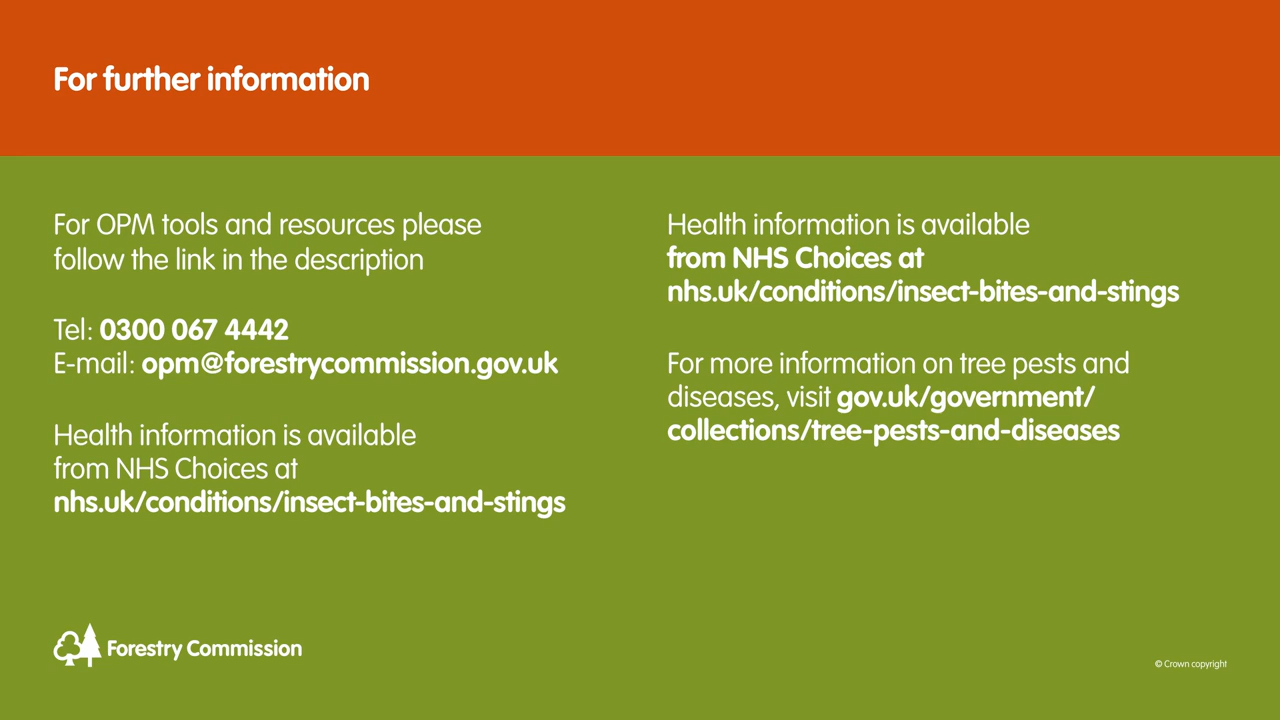 For further information
For OPM tools and resources please
follow the link in the description
Tel: 0300 067 4442
E-mail: opm@forestrycommission.gov.uk
Health information is available
from NHS Choices at
nhs.uk/conditions/insect-bites-and-stings
Health information is available
from NHS Choices at
nhs.uk/conditions/insect-bites-and-stings
For more information on tree pests and
diseases, visit gov.uk/government/
collections/tree-pests-and-diseases
Forestry Commission
© Crown copyright